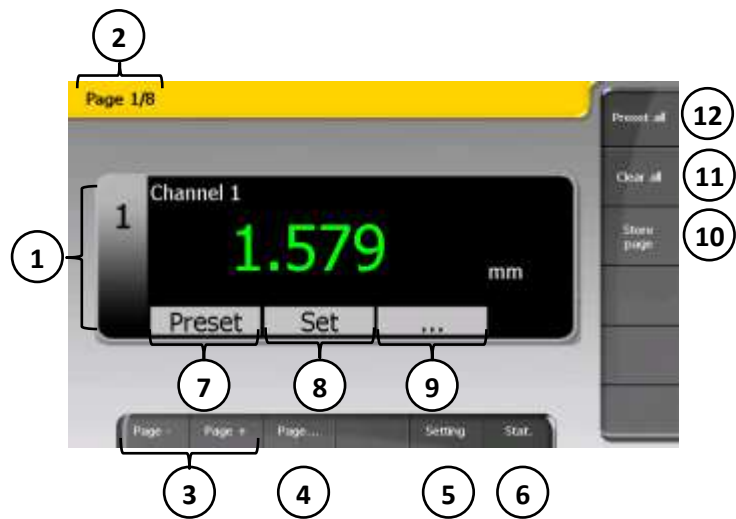 2
Page 1/8
Preset all
12
Clear all
11
Store
page
10
1
1
Channel 1
1.579
mm
Preset
Set
...
7
8
9
Page -
Page +
Page...
Setting
Stat.
3
4
5
6